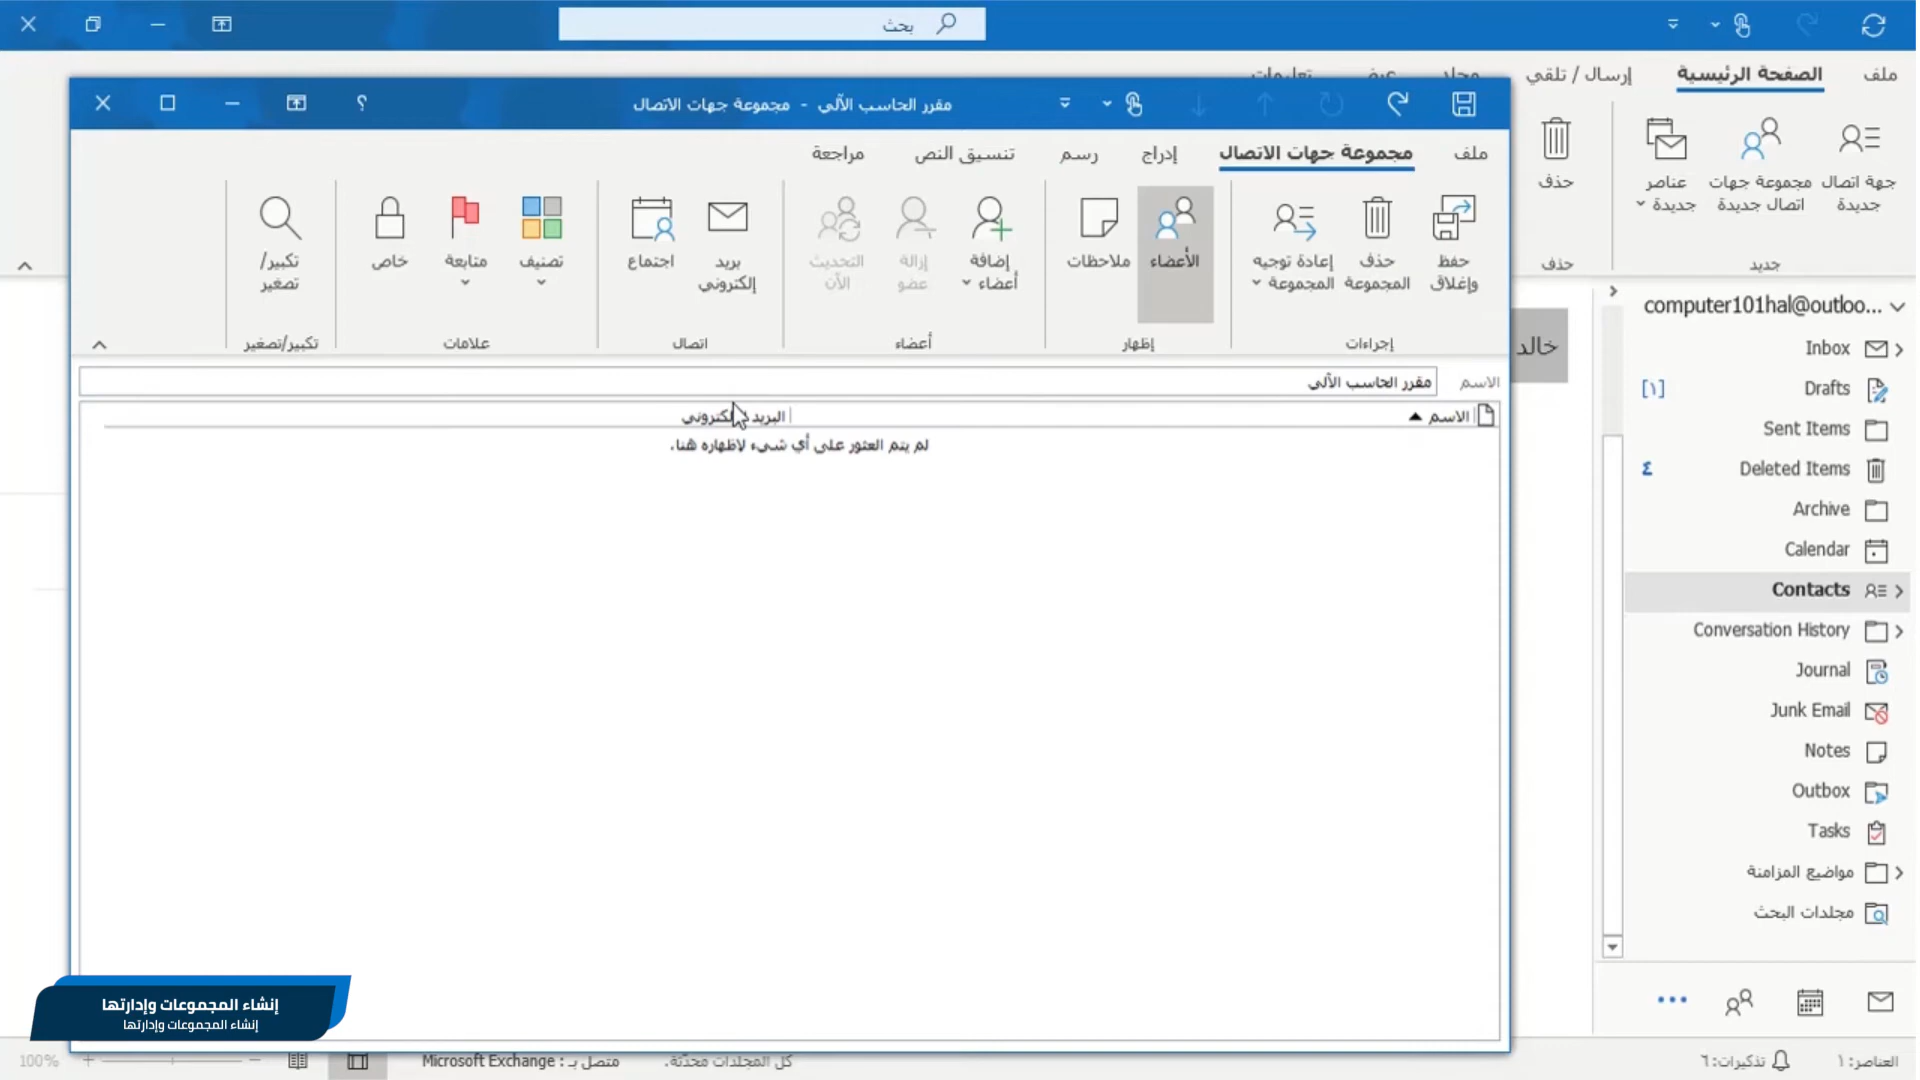 بحث
ملف
الصفحة الرئيسية
إرسال / تلقي
مجلد
عرض
تعليمات
جهة اتصال جديدة
مجموعة جهات اتصال جديدة
عناصر جديدة
جديد
حذف
حذف
مقرر الحاسب الآلي - مجموعة جهات الاتصال
ملف
مجموعة جهات الاتصال
إدراج
رسم
تنسيق النص
مراجعة
حفظ وإغلاق
حذف المجموعة
إعادة توجيه المجموعة
إجراءات
الأعضاء
ملاحظات
إظهار
إضافة أعضاء
إزالة عضو
التحديث الآن
أعضاء
بريد إلكتروني
اجتماع
اتصال
تصنيف
متابعة
خاص
علامات
تكبير/ تصغير
تكبير/تصغير
الاسم
مقرر الحاسب الآلي
الاسم
البريد الإلكتروني
لم يتم العثور على أي شيء لإظهاره هنا.
خالد
computer101hal@outloo...
Inbox
Drafts [١]
Sent Items
Deleted Items ٤
Archive
Calendar
Contacts
Conversation History
Journal
Junk Email
Notes
Outbox
Tasks
مواضيع المزامنة
مجلدات البحث
إنشاء المجموعات وإدارتها
إنشاء المجموعات وإدارتها
العناصر: ١
تذكيرات: ٦
كل المجلدات محدّثة.
متصل بـ : Microsoft Exchange
100%